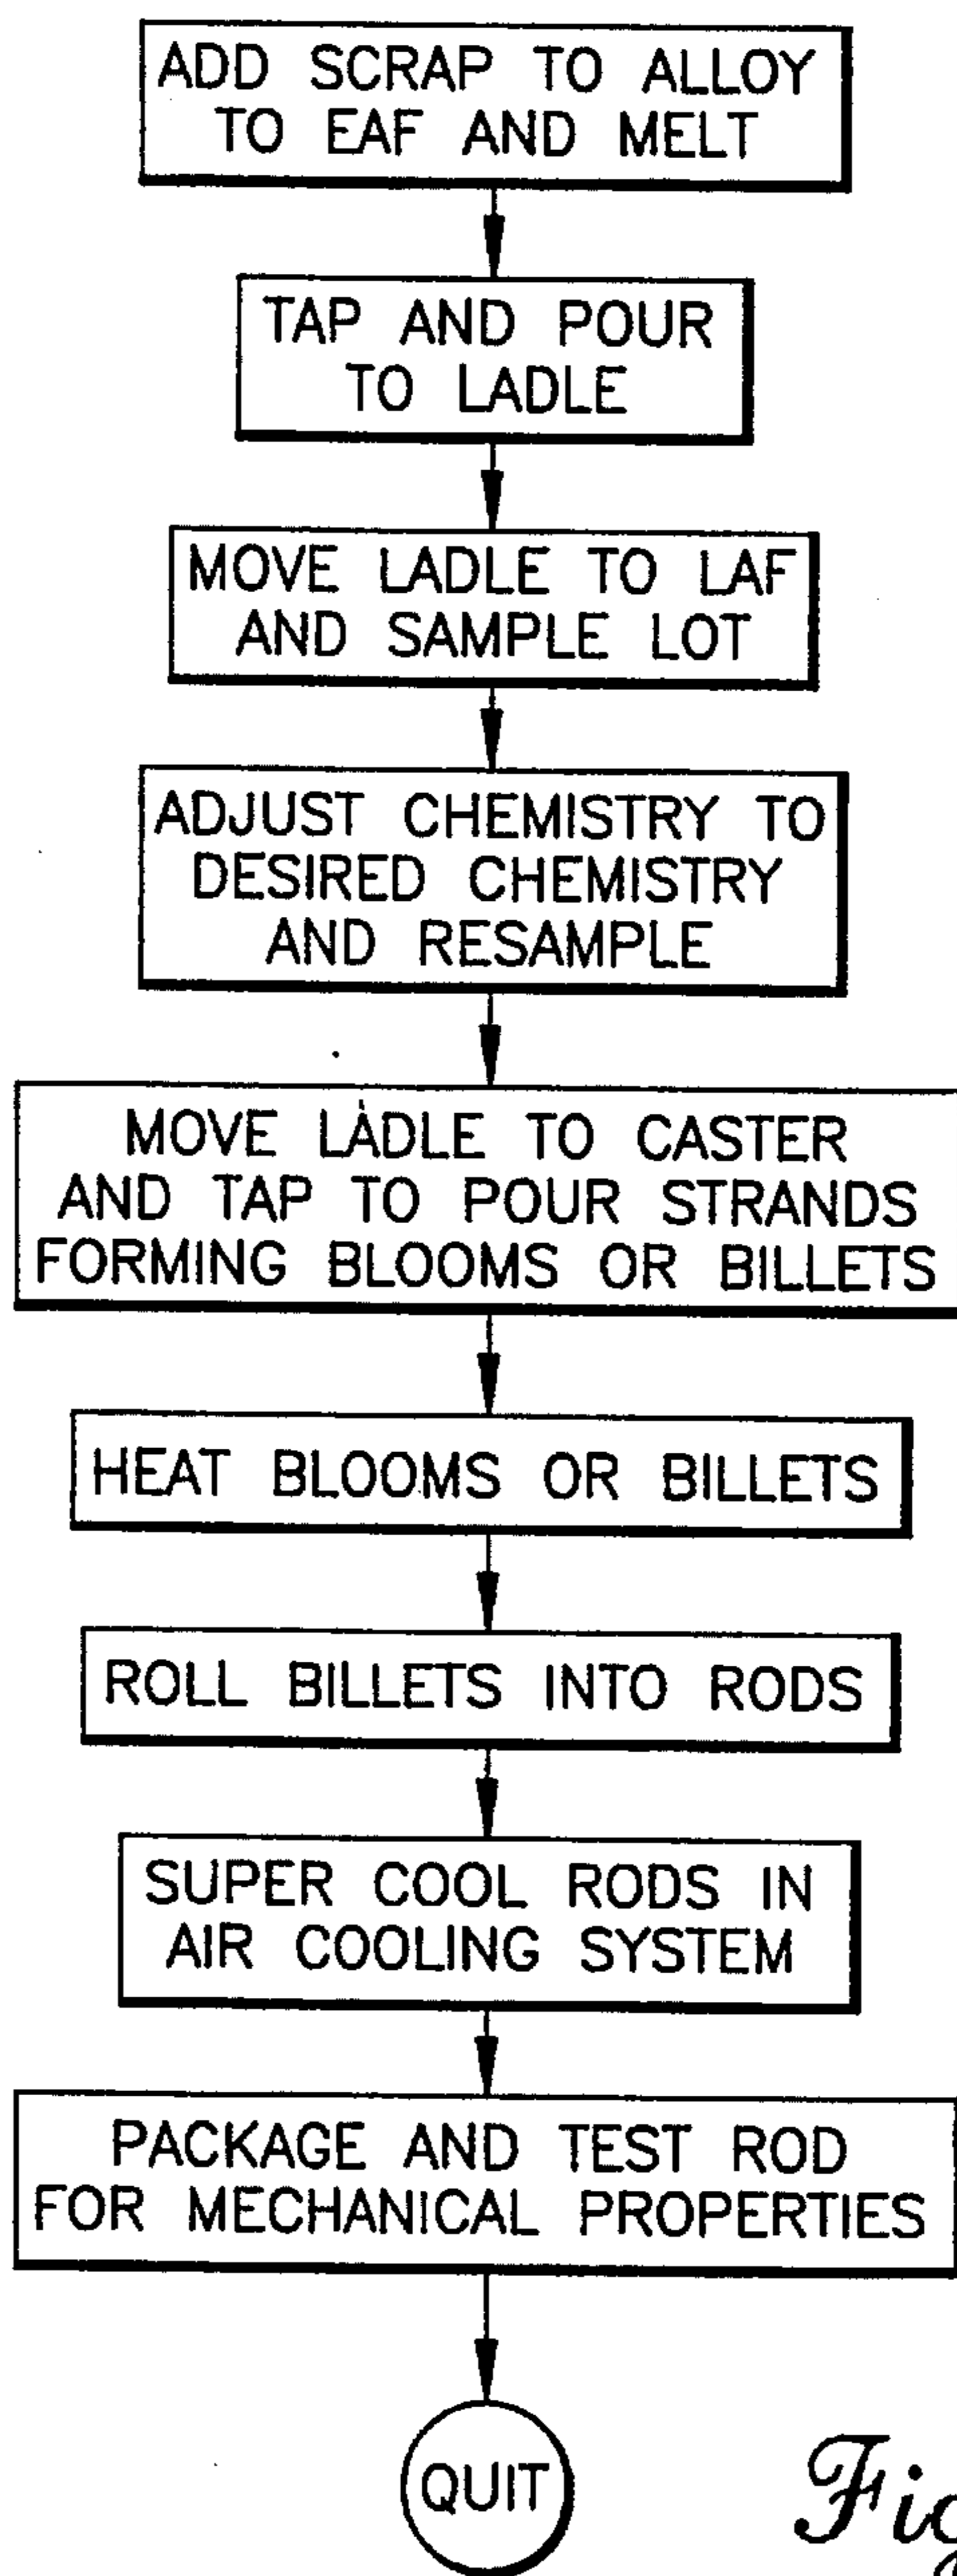 ADD SCRAP TO ALLOY
TO EAF AND MELT
TAP AND POUR
TO LADLE
MOVE LADLE TO LAF
AND SAMPLE LOT
ADJUST CHEMISTRY TO
DESIRED CHEMISTRY
AND RESAMPLE
MOVE LADLE TO CASTER
AND TAP TO POUR STRANDS
FORMING BLOOMS OR BILLETS
HEAT BLOOMS OR BILLETS
ROLL BILLETS INTO RODS
SUPER COOL RODS IN
AIR COOLING SYSTEM
PACKAGE AND TEST ROD
FOR MECHANICAL PROPERTIES
QUIT